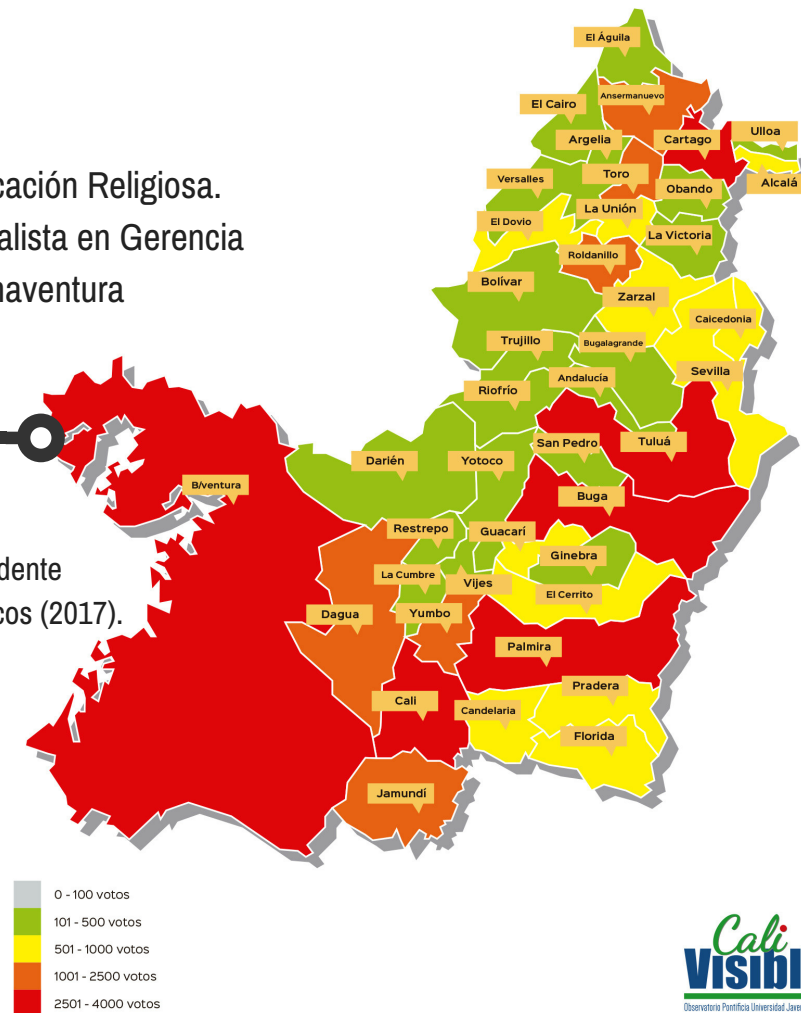 cación Religiosa.
alista en Gerencia
naventura
dente
cos (2017).
El Águila
Ansermanuevo
El Cairo
Ulloa
Argelia
Cartago
Toro
Versalles
Alcalá
Obando
La Unión
El Dovio
La Victoria
Roldanillo
Bolívar
Zarzal
Caicedonia
Trujillo
Bugalagrande
Sevilla
Andalucía
Riofrío
San Pedro
Tuluá
Darién
Yotoco
B/ventura
Buga
Restrepo
Guacarí
Ginebra
La Cumbre
Vijes
El Cerrito
Dagua
Yumbo
Palmira
Pradera
Cali
Candelaria
Florida
Jamundí
0 - 100 votos
101 - 500 votos
501 - 1000 votos
1001 - 2500 votos
2501 - 4000 votos
Cali
VISIBL
Observatorio Pontificia Universidad Jave